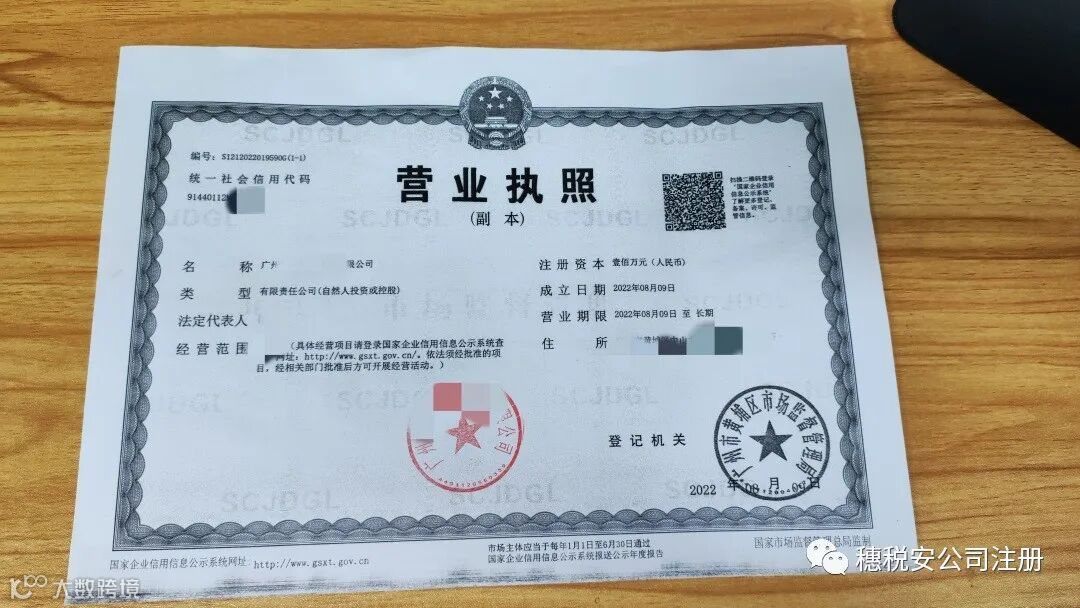 SCJDGL SCJDGL SCJDGL
编号: S1212022019590G(1-1)
统一社会信用代码
91440112
营业执照
(副本)
扫描二维码登录
"国家企业信用
信息公示系统"
了解更多登记、
备案、许可、监
管信息。
名称 广州 有限公司
类型 有限责任公司(自然人投资或控股)
法定代表人
经营范围 (具体经营项目请登录国家企业信用信息公示系统查
网址: http://www.gsxt.gov.cn/。依法须经批准的项
目,经相关部门批准后方可开展经营活动。)
注册资本 壹佰万元(人民币)
成立日期 2022年08月09日
营业期限 2022年08月09日 至 长期
住所
广州 公司
登记机关
广州市黄埔区市场监督管理局
2022 年 08 月 09 日
SCJDGL
国家企业信用信息公示系统网址: http://www.gsxt.gov.cn
市场主体应当于每年1月1日至6月30日通过
国家企业信用信息公示系统报送公示年度报告
国家市场监督管理总局监制
穗税安公司注册
大数跨境